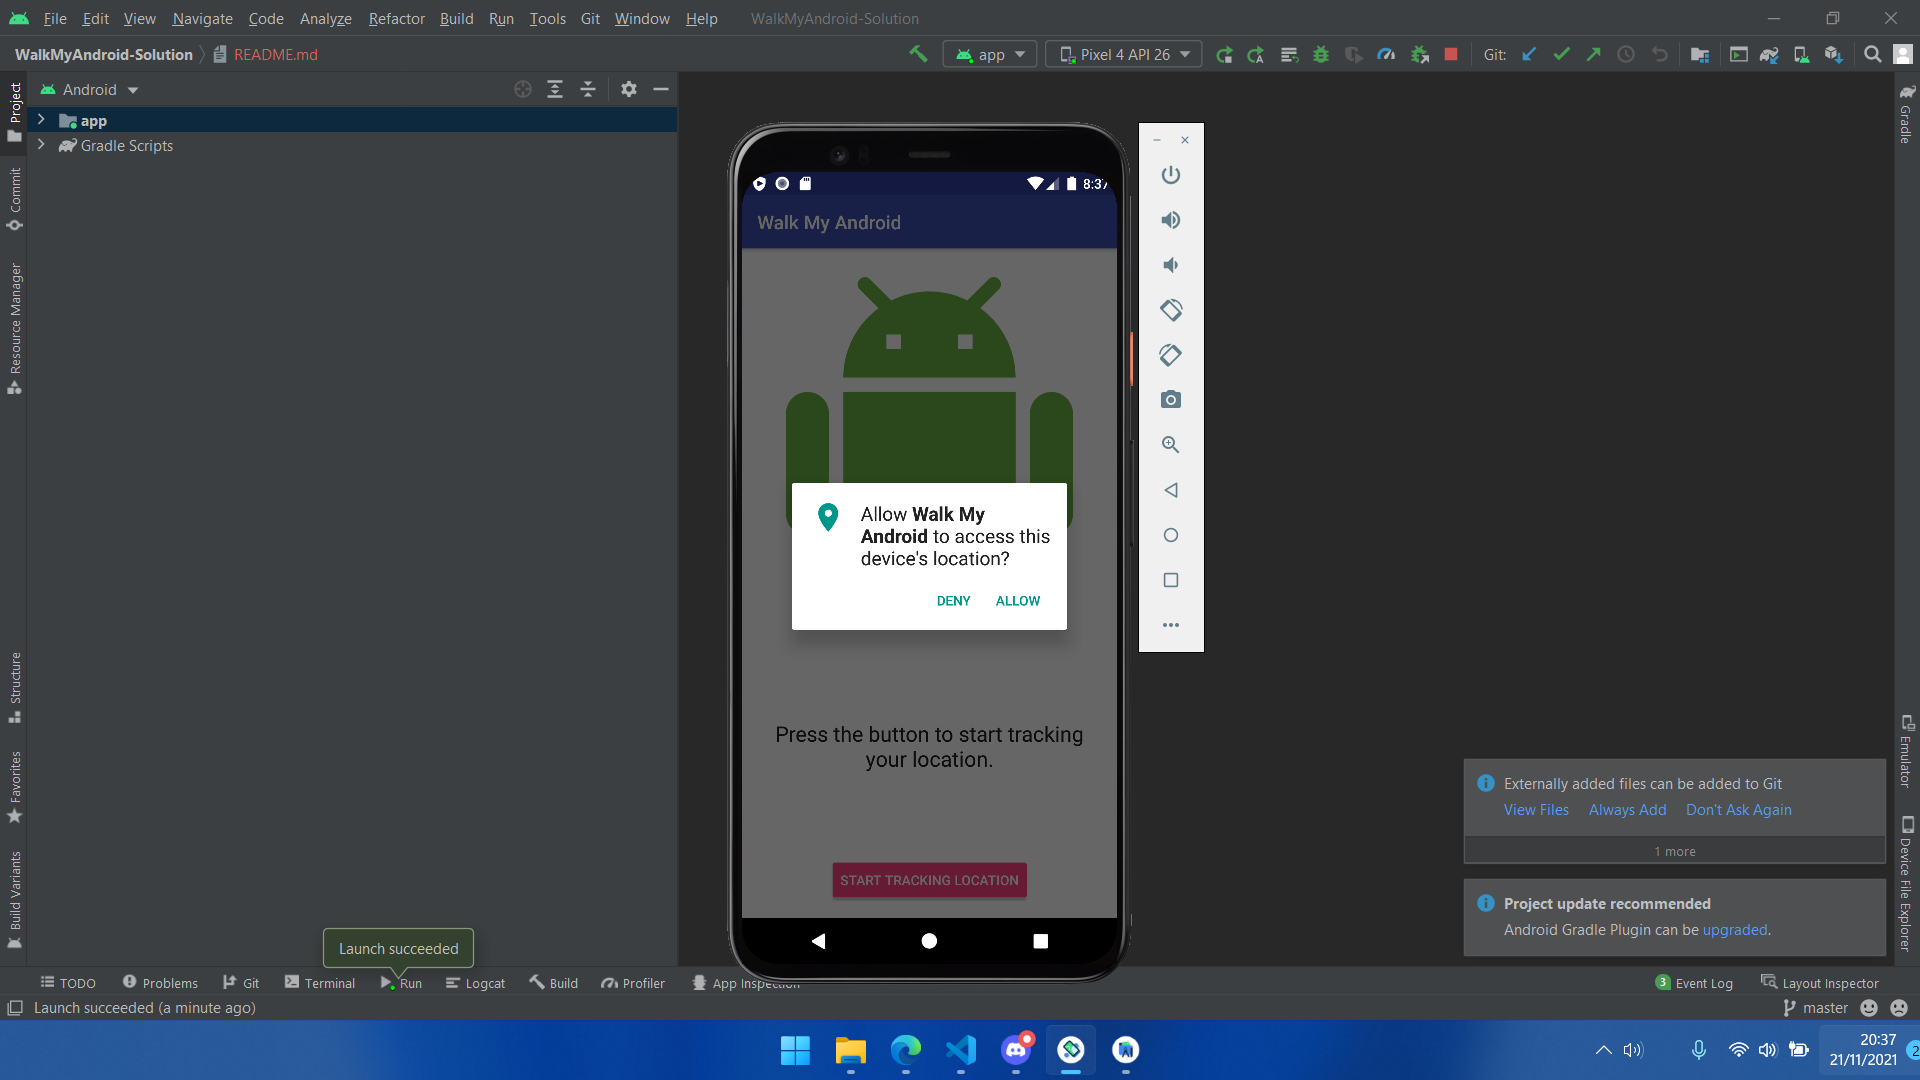 File Edit View Navigate Code Analyze Refactor Build Run Tools Git Window Help WalkMyAndroid-Solution
WalkMyAndroid-Solution README.md app Pixel 4 API 26 Git:
Project
Android
app
Gradle Scripts
Commit
Resource Manager
Structure
Favorites
Build Variants
8:37
Walk My Android
Allow Walk My
Android to access this
device's location?
DENY ALLOW
Press the button to start tracking
your location.
START TRACKING LOCATION
Gradle
Emulator
Device File Explorer
Externally added files can be added to Git
View Files Always Add Don't Ask Again
1 more
Project update recommended
Android Gradle Plugin can be upgraded.
Launch succeeded
TODO Problems Git Terminal Run Logcat Build Profiler App Inspection 3 Event Log Layout Inspector
Launch succeeded (a minute ago) master
20:37
21/11/2021
2